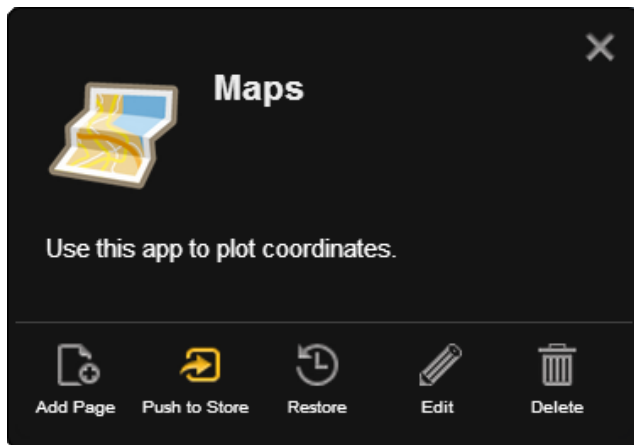 Maps
Use this app to plot coordinates.
Add Page Push to Store Restore Edit Delete